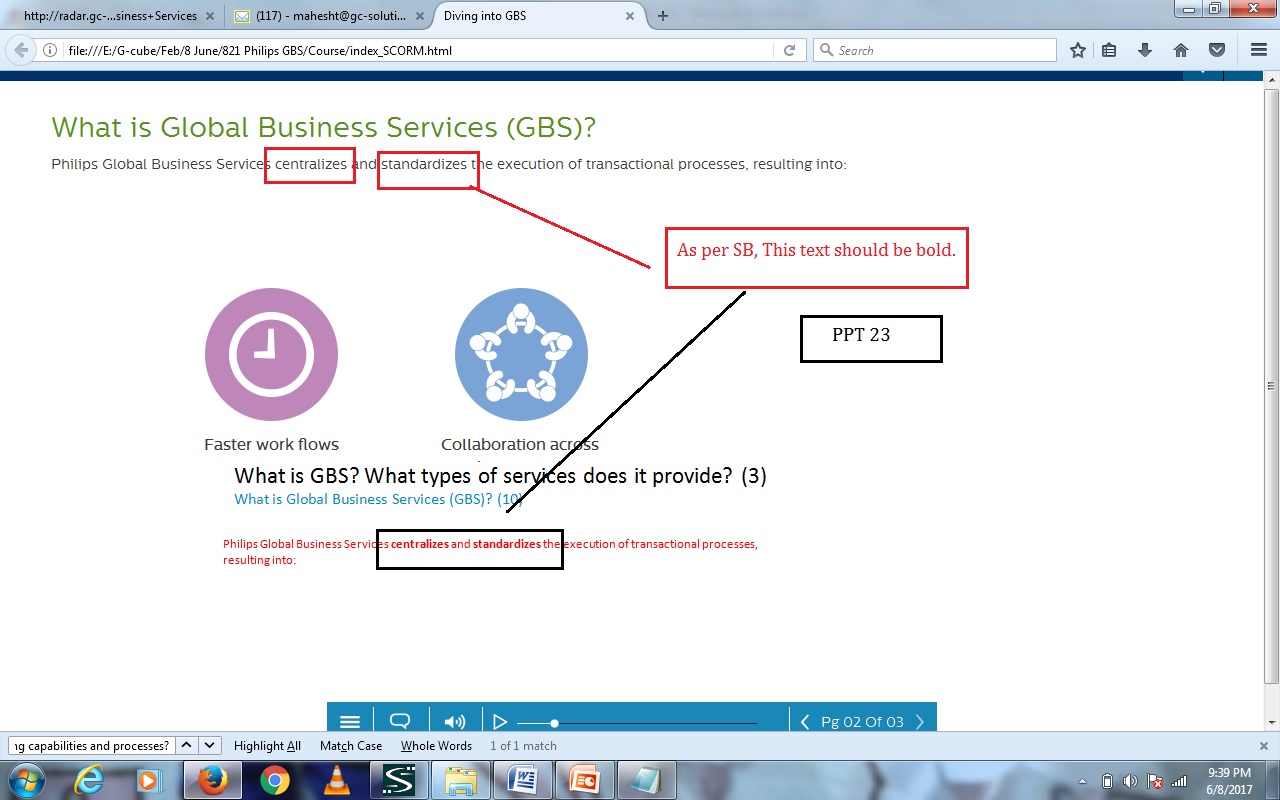 http://radar.gc-...siness+Services
(117) - mahesht@gc-soluti...
Diving into GBS
file:///E:/G-cube/Feb/8 June/821 Philips GBS/Course/index_SCORM.html
Search
What is Global Business Services (GBS)?
Philips Global Business Services centralizes and standardizes the execution of transactional processes, resulting into:
As per SB, This text should be bold.
PPT 23
Faster work flows
Collaboration across
What is GBS? What types of services does it provide? (3)
What is Global Business Services (GBS)? (10)
Philips Global Business Services centralizes and standardizes the execution of transactional processes,
resulting into:
Pg 02 Of 03
ng capabilities and processes?
Highlight All
Match Case
Whole Words
1 of 1 match
9:39 PM
6/8/2017